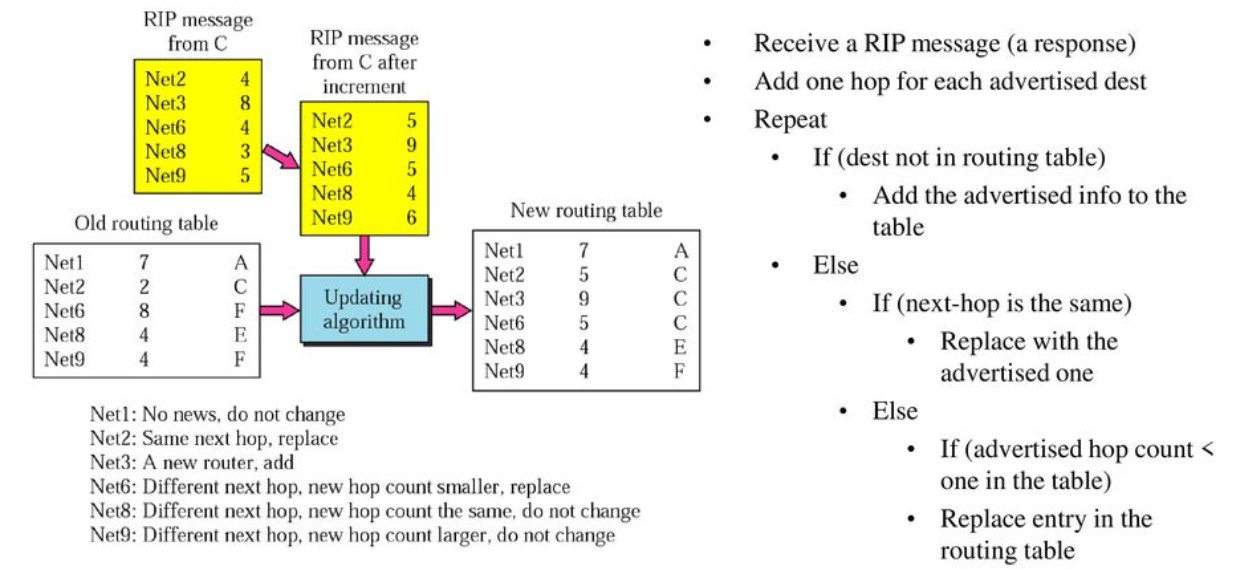 RIP message
from C
Net2 4
Net3 8
Net6 4
Net8 3
Net9 5
RIP message
from C after
increment
Net2 5
Net3 9
Net6 5
Net8 4
Net9 6
Old routing table
Net1 7 A
Net2 2 C
Net6 8 F
Net8 4 E
Net9 4 F
Updating
algorithm
New routing table
Net1 7 A
Net2 5 C
Net3 9 C
Net6 5 C
Net8 4 E
Net9 4 F
Net1: No news, do not change
Net2: Same next hop, replace
Net3: A new router, add
Net6: Different next hop, new hop count smaller, replace
Net8: Different next hop, new hop count the same, do not change
Net9: Different next hop, new hop count larger, do not change
• Receive a RIP message (a response)
• Add one hop for each advertised dest
• Repeat
• If (dest not in routing table)
• Add the advertised info to the
table
• Else
• If (next-hop is the same)
• Replace with the
advertised one
• Else
• If (advertised hop count <
one in the table)
• Replace entry in the
routing table